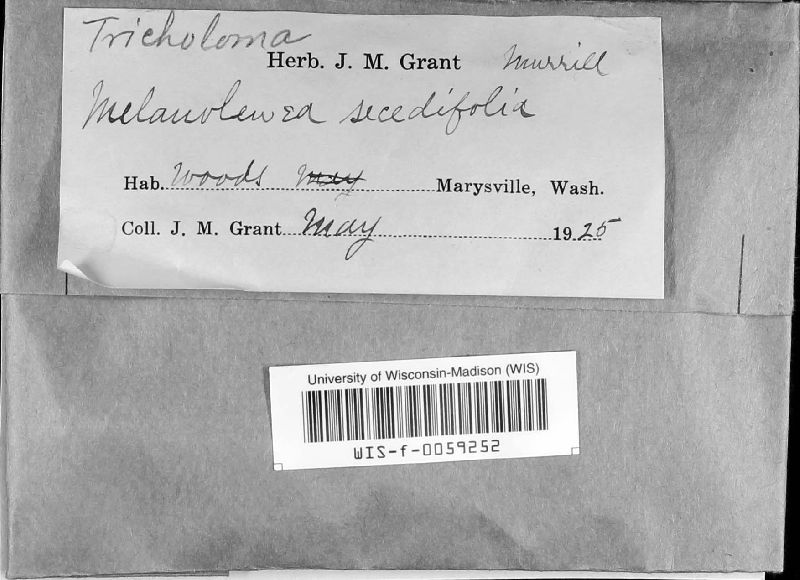 Tricholoma
Herb. J. M. Grant Murrill
Melanoleuca secedifolia
Hab. Woods may Marysville, Wash.
Coll. J. M. Grant May 1925
University of Wisconsin-Madison (WIS)
WIS-f-0059252